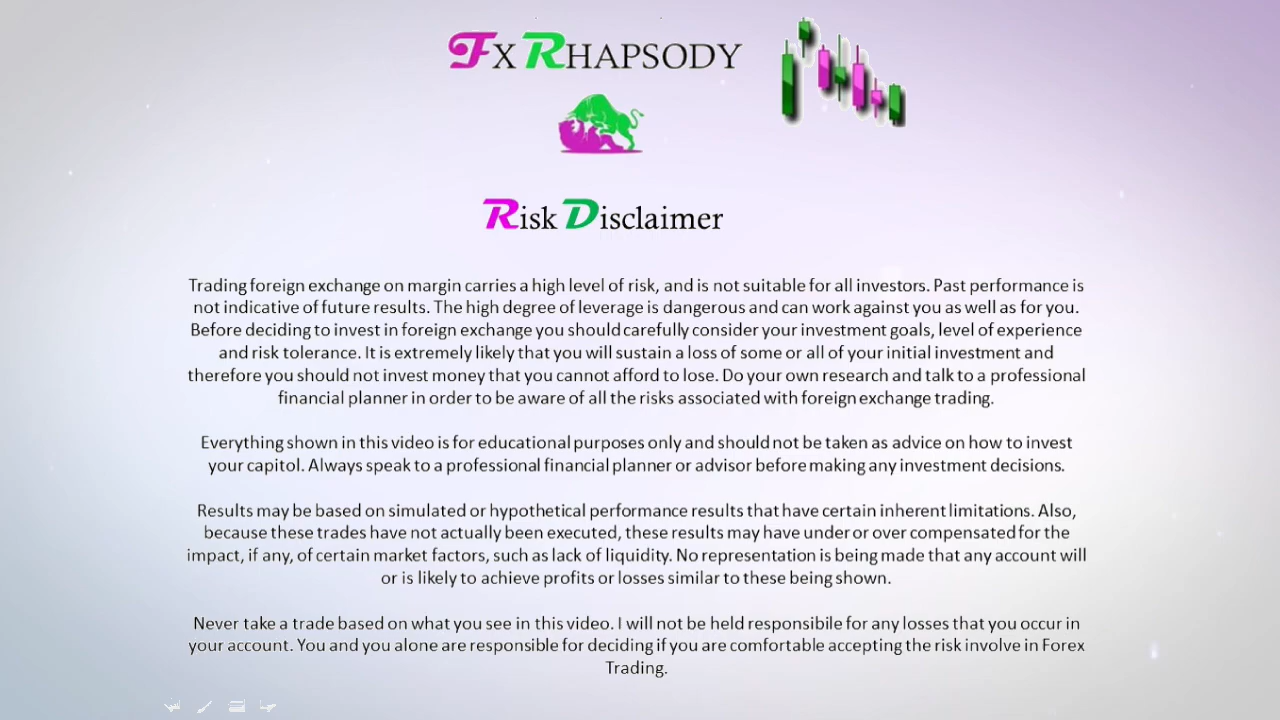 Fx Rhapsody
Risk Disclaimer
Trading foreign exchange on margin carries a high level of risk, and is not suitable for all investors. Past performance is
not indicative of future results. The high degree of leverage is dangerous and can work against you as well as for you.
Before deciding to invest in foreign exchange you should carefully consider your investment goals, level of experience
and risk tolerance. It is extremely likely that you will sustain a loss of some or all of your initial investment and
therefore you should not invest money that you cannot afford to lose. Do your own research and talk to a professional
financial planner in order to be aware of all the risks associated with foreign exchange trading.
Everything shown in this video is for educational purposes only and should not be taken as advice on how to invest
your capitol. Always speak to a professional financial planner or advisor before making any investment decisions.
Results may be based on simulated or hypothetical performance results that have certain inherent limitations. Also,
because these trades have not actually been executed, these results may have under or over compensated for the
impact, if any, of certain market factors, such as lack of liquidity. No representation is being made that any account will
or is likely to achieve profits or losses similar to these being shown.
Never take a trade based on what you see in this video. I will not be held responsibile for any losses that you occur in
your account. You and you alone are responsible for deciding if you are comfortable accepting the risk involve in Forex
Trading.